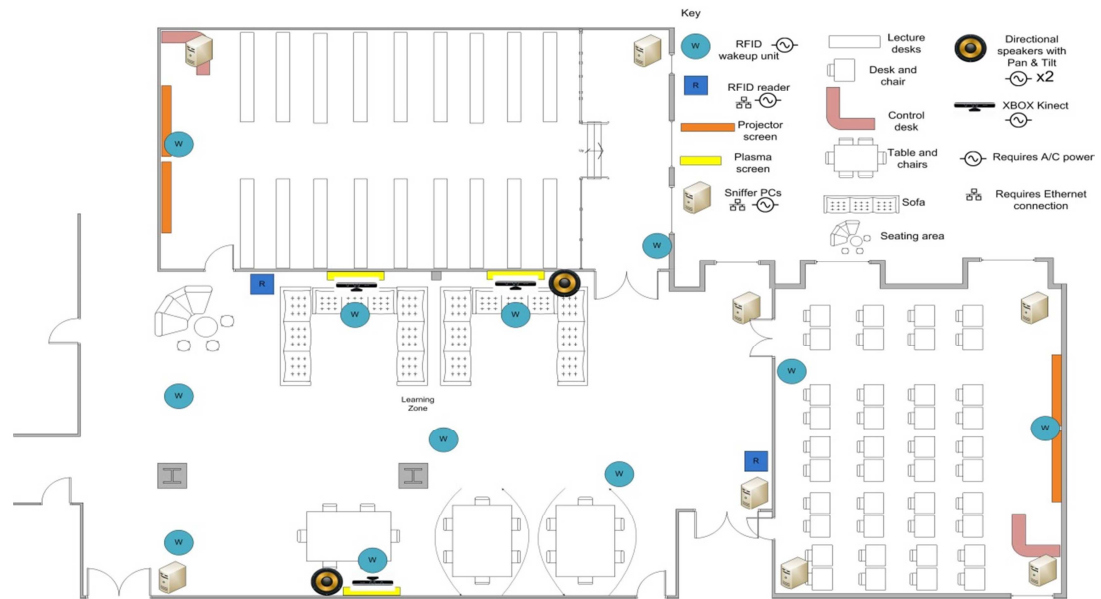 Key
W
RFID
wakeup unit
R
RFID reader
Projector
screen
Plasma
screen
Sniffer PCs
Lecture
desks
Desk and
chair
Control
desk
Table and
chairs
Sofa
Seating area
Directional
speakers with
Pan & Tilt
x2
XBOX Kinect
Requires A/C power
Requires Ethernet
connection
W
W
R
W
W
W
W
Learning
Zone
W
W
R
W
W
W